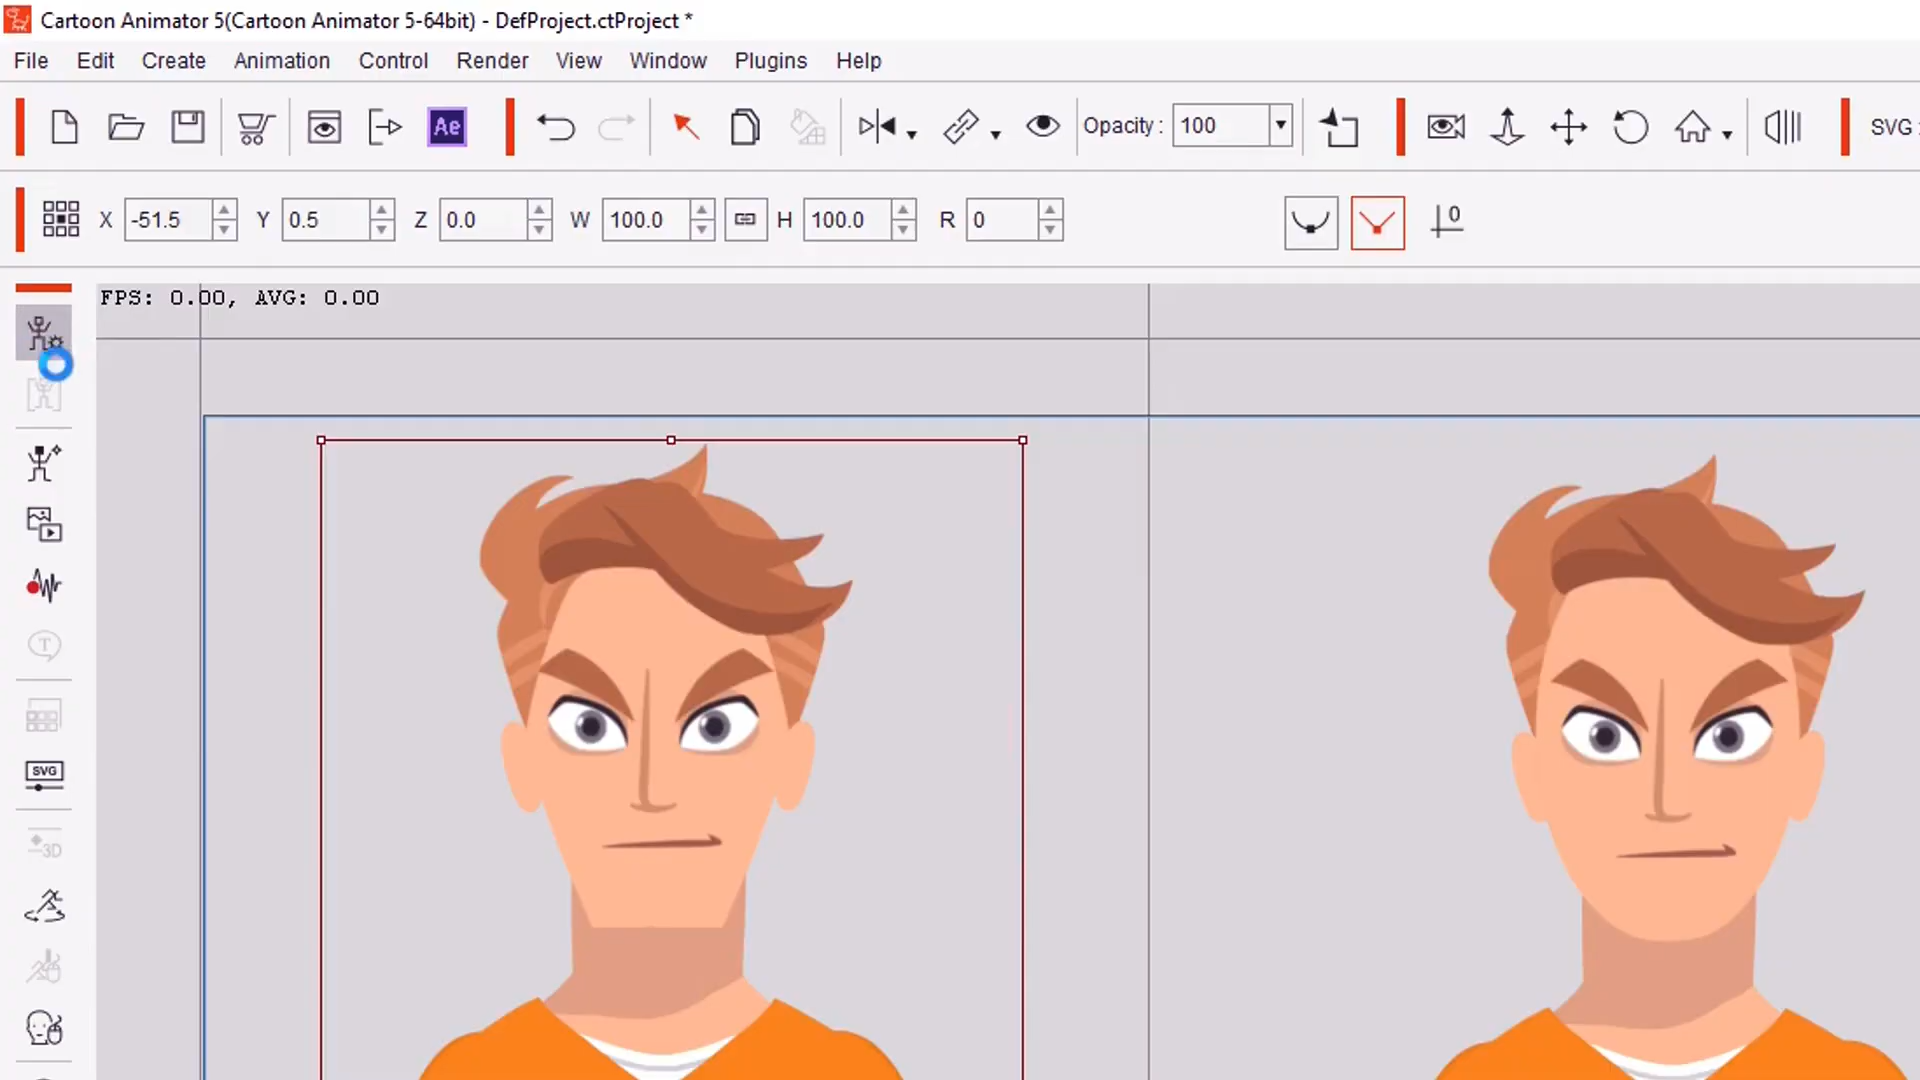 Cartoon Animator 5(Cartoon Animator 5-64bit) - DefProject.ctProject *
File Edit Create Animation Control Render View Window Plugins Help
Ae Opacity : 100 SVG :
X -51.5 Y 0.5 Z 0.0 W 100.0 H 100.0 R 0 0
FPS: 0.00, AVG: 0.00
T
SVG
3D